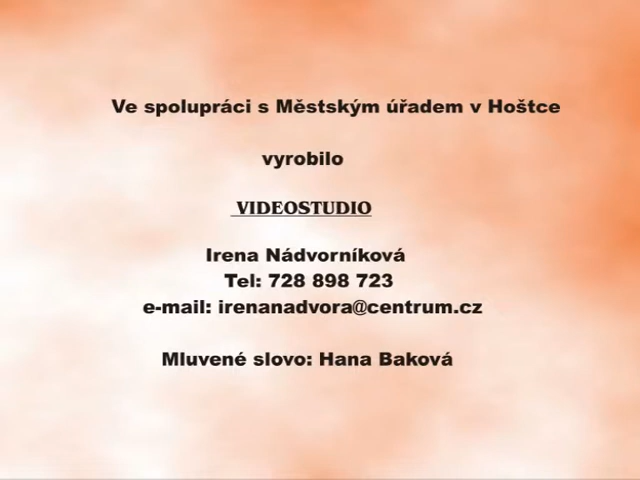 Ve spolupráci s Městským úřadem v Hoštce
vyrobilo
VIDEOSTUDIO
Irena Nádvorníková
Tel: 728 898 723
e-mail: irenanadvora@centrum.cz
Mluvené slovo: Hana Baková